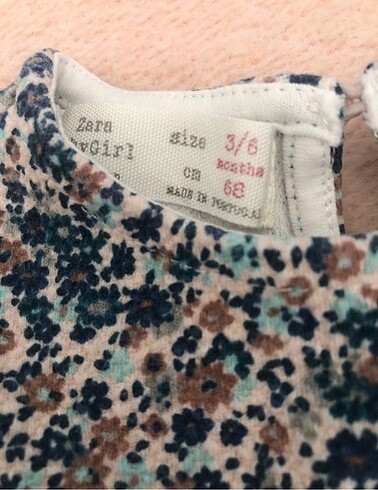 Zara size 3/6
yGirl months
cm 68
MADE IN PORTUGAL